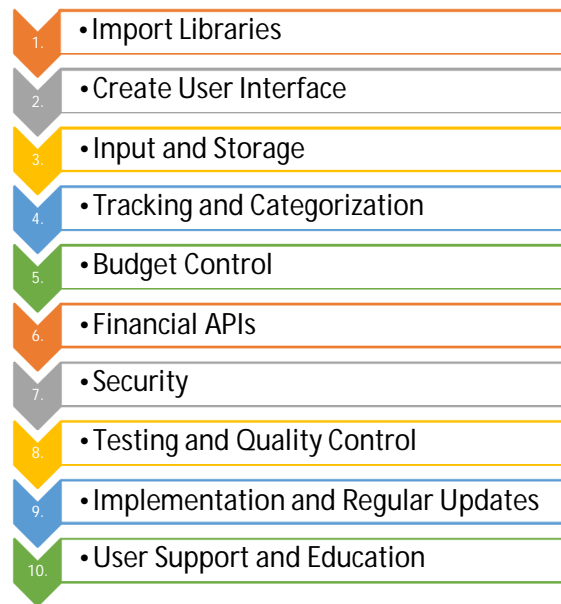 1. •Import Libraries
2. •Create User Interface
3. •Input and Storage
4. •Tracking and Categorization
5. •Budget Control
6. •Financial APIs
7. •Security
8. •Testing and Quality Control
9. •Implementation and Regular Updates
10. •User Support and Education